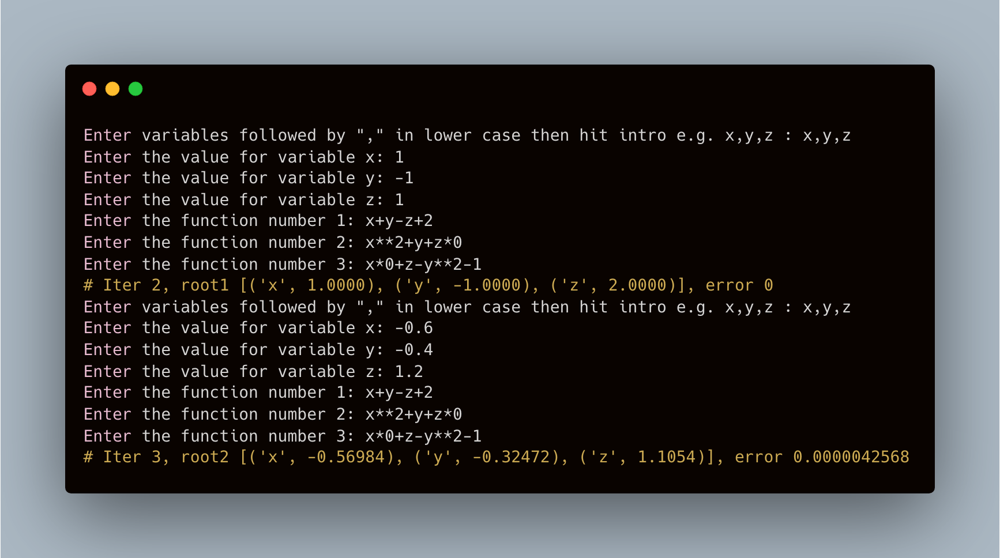 Enter variables followed by "," in lower case then hit intro e.g. x,y,z : x,y,z
Enter the value for variable x: 1
Enter the value for variable y: -1
Enter the value for variable z: 1
Enter the function number 1: x+y-z+2
Enter the function number 2: x**2+y+z*0
Enter the function number 3: x*0+z-y**2-1
# Iter 2, root1 [('x', 1.0000), ('y', -1.0000), ('z', 2.0000)], error 0
Enter variables followed by "," in lower case then hit intro e.g. x,y,z : x,y,z
Enter the value for variable x: -0.6
Enter the value for variable y: -0.4
Enter the value for variable z: 1.2
Enter the function number 1: x+y-z+2
Enter the function number 2: x**2+y+z*0
Enter the function number 3: x*0+z-y**2-1
# Iter 3, root2 [('x', -0.56984), ('y', -0.32472), ('z', 1.1054)], error 0.0000042568